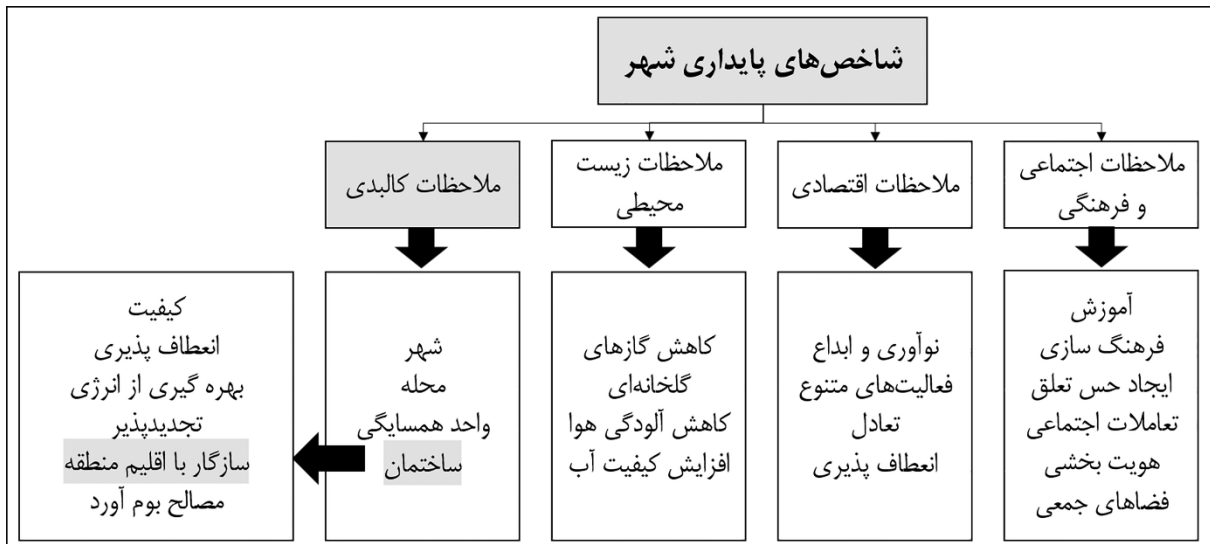 شاخص‌های پایداری شهر
ملاحظات اجتماعی
و فرهنگی
ملاحظات اقتصادی
ملاحظات زیست
محیطی
ملاحظات کالبدی
آموزش
فرهنگ سازی
ایجاد حس تعلق
تعاملات اجتماعی
هویت بخشی
فضاهای جمعی
نوآوری و ابداع
فعالیت‌های متنوع
تعادل
انعطاف پذیری
کاهش گازهای
گلخانه‌ای
کاهش آلودگی هوا
افزایش کیفیت آب
شهر
محله
واحد همسایگی
ساختمان
کیفیت
انعطاف پذیری
بهره گیری از انرژی
تجدیدپذیر
سازگار با اقلیم منطقه
مصالح بوم آورد